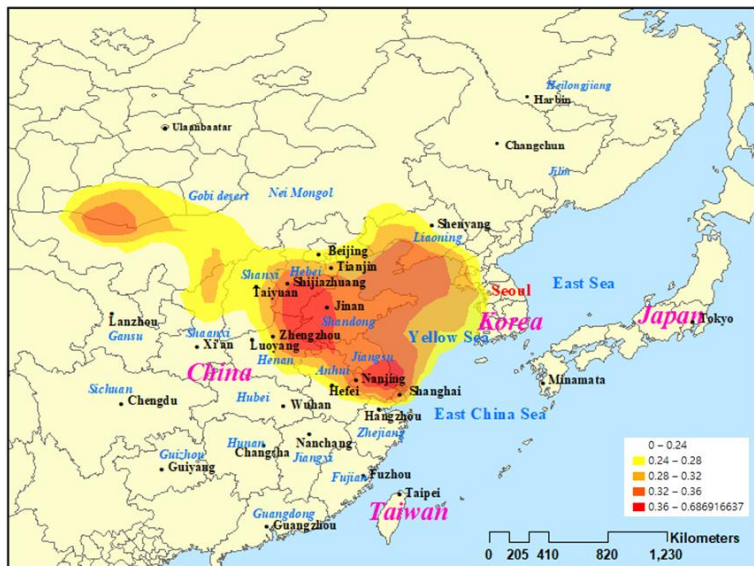 Heilongjiang
Harbin
Ulaanbaatar
Changchun
Jilin
Gobi desert
Nei Mongol
Shenyang
Liaoning
Beijing
Tianjin
Shanxi
Hebei
Shijiazhuang
Taiyuan
East Sea
Seoul
Jinan
Shandong
Korea
Japan
Tokyo
Lanzhou
Gansu
Shaanxi
Xi'an
Zhengzhou
Luoyang
Henan
Yellow Sea
Jiangsu
Anhui
China
Nanjing
Hefei
Shanghai
Minamata
Sichuan
Chengdu
Hubei
Wuhan
Hangzhou
East China Sea
Zhejiang
Hunan
Changsha
Nanchang
Jiangxi
Guizhou
Guiyang
Fujian
Fuzhou
Taipei
Taiwan
Guangdong
Guangzhou
0 – 0.24
0.24 – 0.28
0.28 – 0.32
0.32 – 0.36
0.36 – 0.686916637
Kilometers
0 205 410 820 1,230